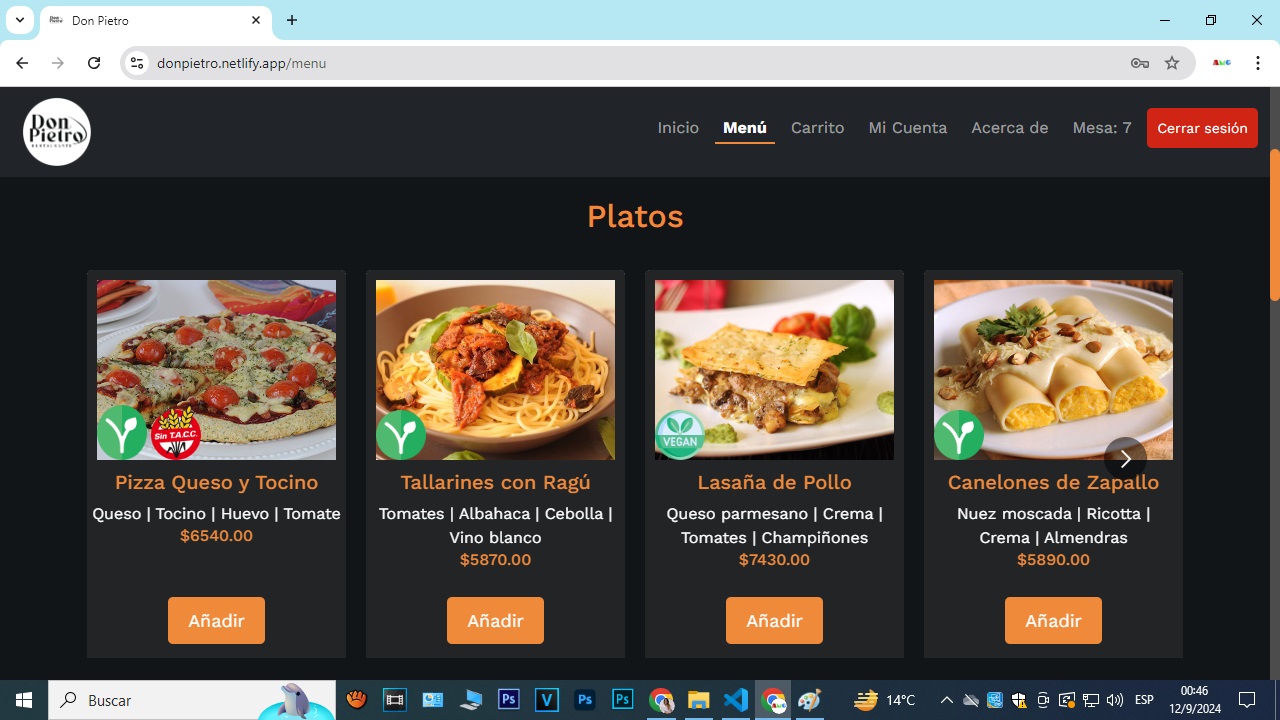 Don Pietro
donpietro.netlify.app/menu
Don
Pietro
Inicio
Menú
Carrito
Mi Cuenta
Acerca de
Mesa: 7
Cerrar sesión
Platos
Sin T.A.C.C.
VEGAN
Pizza Queso y Tocino
Queso | Tocino | Huevo | Tomate
$6540.00
Añadir
Tallarines con Ragú
Tomates | Albahaca | Cebolla |
Vino blanco
$5870.00
Añadir
Lasaña de Pollo
Queso parmesano | Crema |
Tomates | Champiñones
$7430.00
Añadir
Canelones de Zapallo
Nuez moscada | Ricotta |
Crema | Almendras
$5890.00
Añadir
Buscar
Ps
V
Ps
Ps
14°C
ESP
00:46
12/9/2024